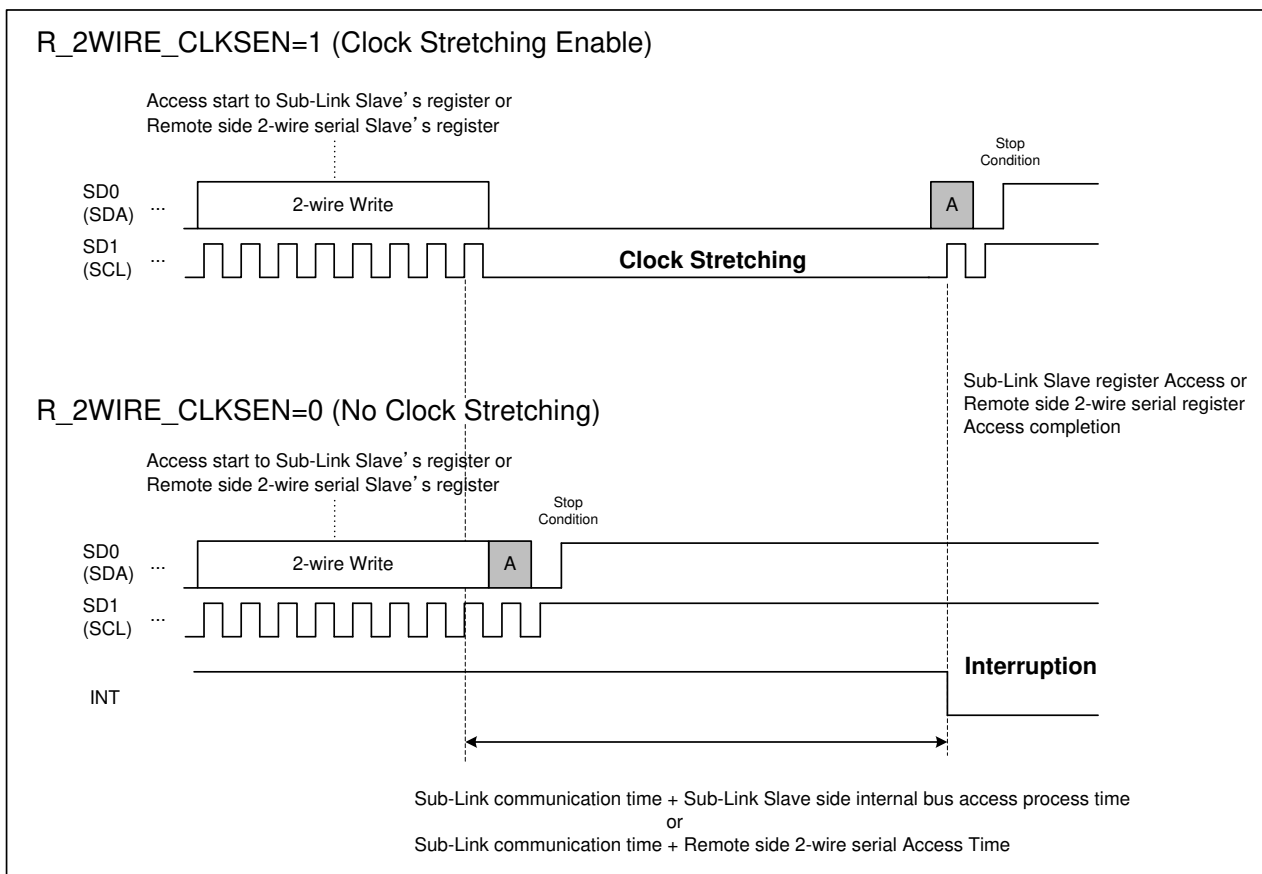 R_2WIRE_CLKSEN=1 (Clock Stretching Enable)
Access start to Sub-Link Slave’s register or
Remote side 2-wire serial Slave’s register
Stop
Condition
SD0
(SDA) ...
2-wire Write
A
SD1
(SCL) ...
Clock Stretching
Sub-Link Slave register Access or
Remote side 2-wire serial register
Access completion
R_2WIRE_CLKSEN=0 (No Clock Stretching)
Access start to Sub-Link Slave’s register or
Remote side 2-wire serial Slave’s register
Stop
Condition
SD0
(SDA) ...
2-wire Write
A
SD1
(SCL) ...
Interruption
INT
Sub-Link communication time + Sub-Link Slave side internal bus access process time
or
Sub-Link communication time + Remote side 2-wire serial Access Time